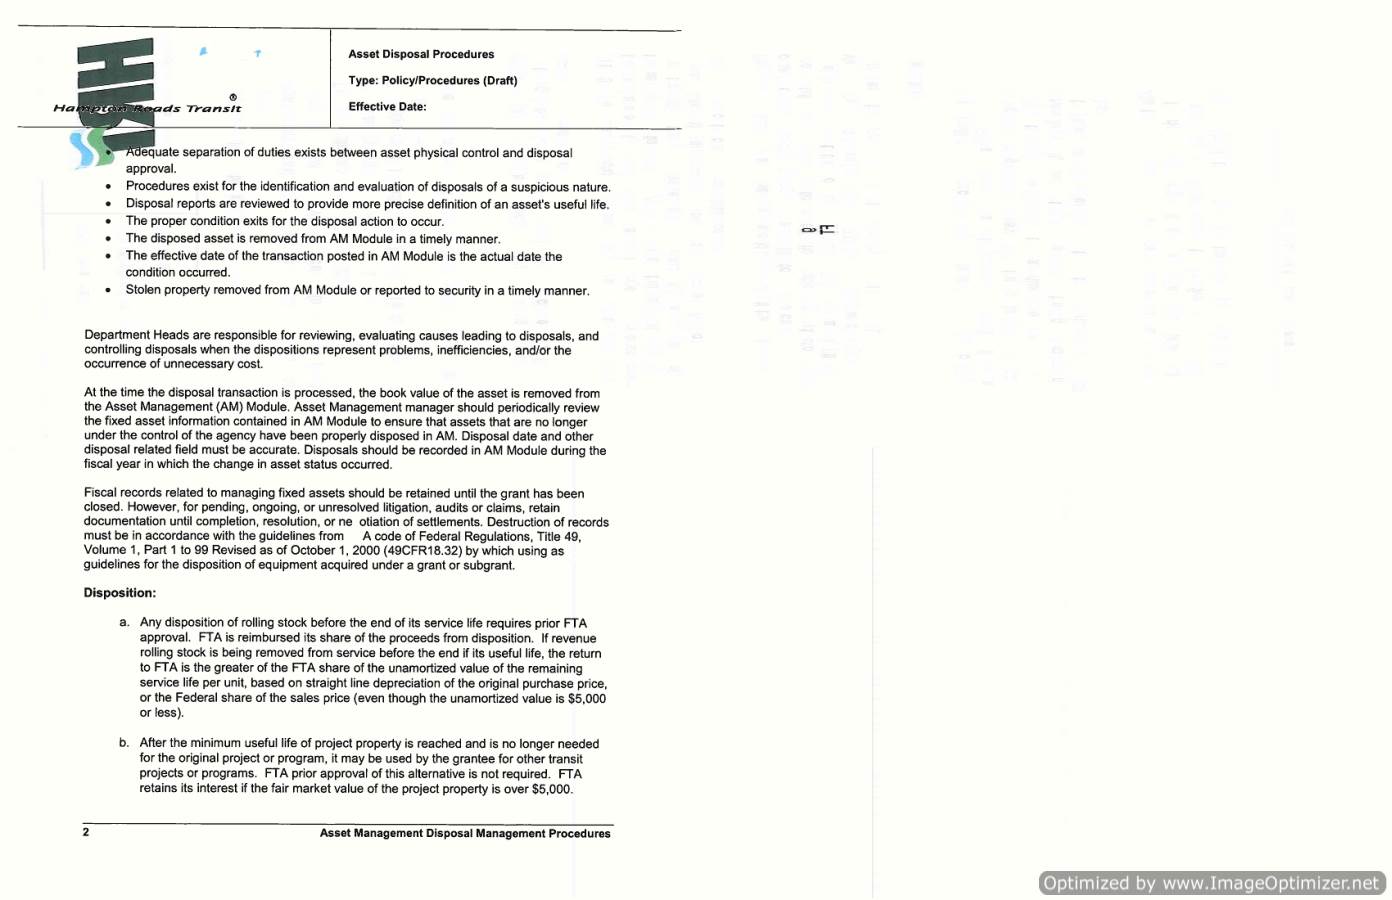 Asset Disposal Procedures
Type: Policy/Procedures (Draft)
Effective Date:
HRT
Hampton Roads Transit®
• Adequate separation of duties exists between asset physical control and disposal
approval.
• Procedures exist for the identification and evaluation of disposals of a suspicious nature.
• Disposal reports are reviewed to provide more precise definition of an asset's useful life.
• The proper condition exits for the disposal action to occur.
• The disposed asset is removed from AM Module in a timely manner.
• The effective date of the transaction posted in AM Module is the actual date the
condition occurred.
• Stolen property removed from AM Module or reported to security in a timely manner.
Department Heads are responsible for reviewing, evaluating causes leading to disposals, and
controlling disposals when the dispositions represent problems, inefficiencies, and/or the
occurrence of unnecessary cost.
At the time the disposal transaction is processed, the book value of the asset is removed from
the Asset Management (AM) Module. Asset Management manager should periodically review
the fixed asset information contained in AM Module to ensure that assets that are no longer
under the control of the agency have been properly disposed in AM. Disposal date and other
disposal related field must be accurate. Disposals should be recorded in AM Module during the
fiscal year in which the change in asset status occurred.
Fiscal records related to managing fixed assets should be retained until the grant has been
closed. However, for pending, ongoing, or unresolved litigation, audits or claims, retain
documentation until completion, resolution, or ne otiation of settlements. Destruction of records
must be in accordance with the guidelines from A code of Federal Regulations, Title 49,
Volume 1, Part 1 to 99 Revised as of October 1, 2000 (49CFR18.32) by which using as
guidelines for the disposition of equipment acquired under a grant or subgrant.
Disposition:
a. Any disposition of rolling stock before the end of its service life requires prior FTA
approval. FTA is reimbursed its share of the proceeds from disposition. If revenue
rolling stock is being removed from service before the end if its useful life, the return
to FTA is the greater of the FTA share of the unamortized value of the remaining
service life per unit, based on straight line depreciation of the original purchase price,
or the Federal share of the sales price (even though the unamortized value is $5,000
or less).
b. After the minimum useful life of project property is reached and is no longer needed
for the original project or program, it may be used by the grantee for other transit
projects or programs. FTA prior approval of this alternative is not required. FTA
retains its interest if the fair market value of the project property is over $5,000.
2 Asset Management Disposal Management Procedures
Optimized by www.ImageOptimizer.net